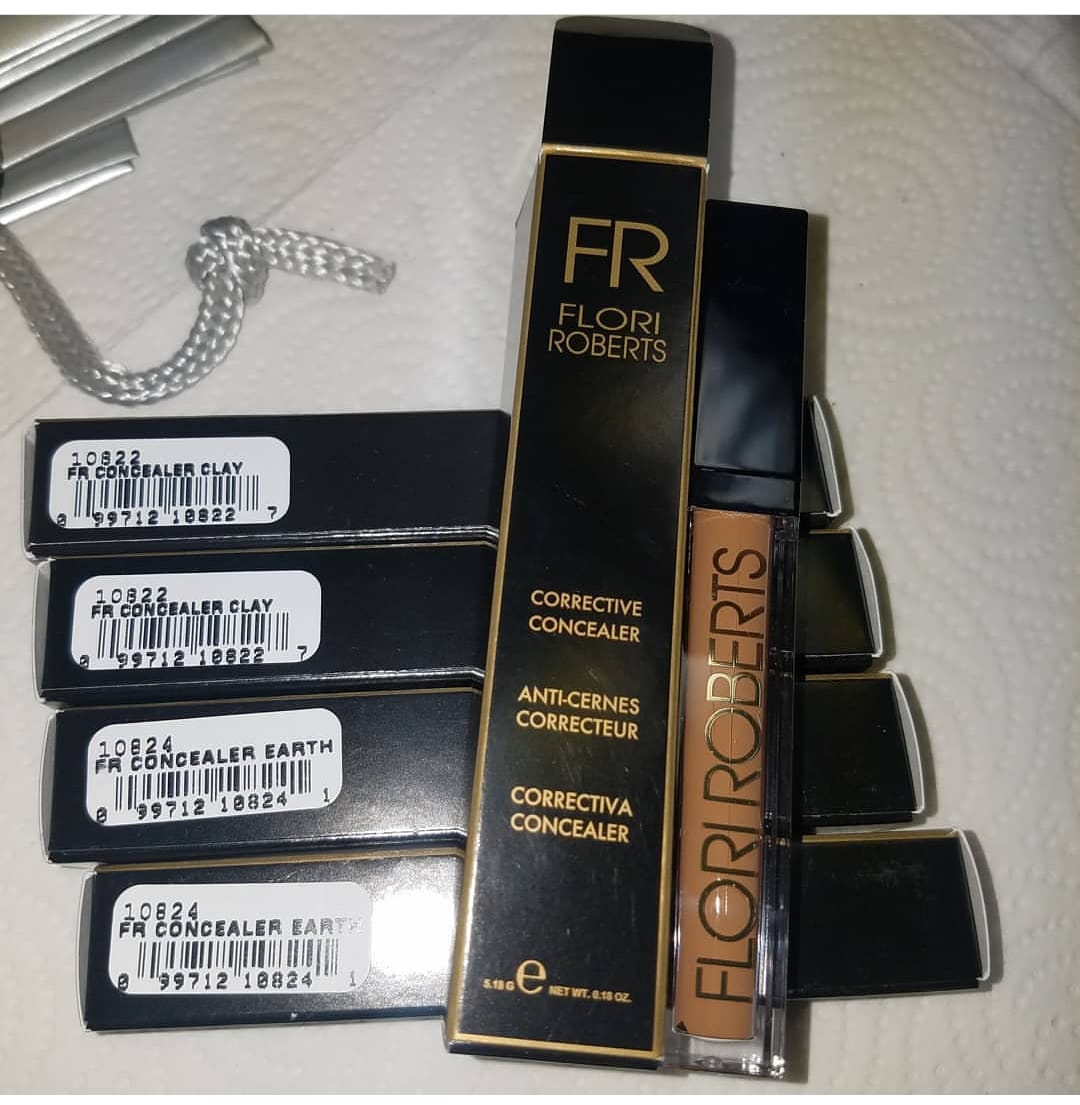 FR
FLORI
ROBERTS
CORRECTIVE
CONCEALER
ANTI-CERNES
CORRECTEUR
CORRECTIVA
CONCEALER
5.18 G e NET WT. 0.18 OZ.
FLORI ROBERTS
10822
FR CONCEALER CLAY
0 99712 10822 7
10822
FR CONCEALER CLAY
0 99712 10822 7
10824
FR CONCEALER EARTH
0 99712 10824 1
10824
FR CONCEALER EARTH
0 99712 10824 1